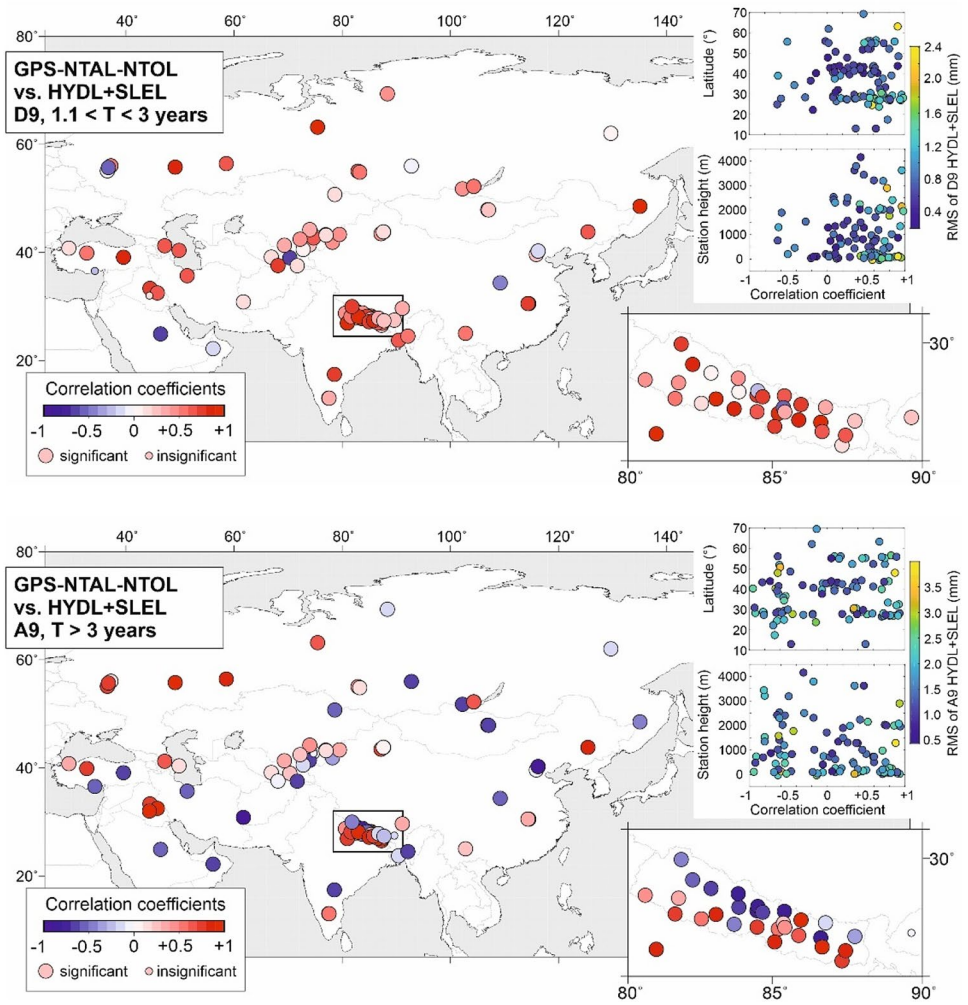 40° 60° 80° 100° 120° 140°
80°
60°
40°
20°
GPS-NTAL-NTOL
vs. HYDL+SLEL
D9, 1.1 < T < 3 years
Correlation coefficients
-1 -0.5 0 +0.5 +1
significant insignificant
Latitude (°)
70
60
50
40
30
20
10
Station height (m)
4000
3000
2000
1000
0
-1 -0.5 0 +0.5 +1
Correlation coefficient
2.4
2.0
1.6
1.2
0.8
0.4
RMS of D9 HYDL+SLEL (mm)
30°
80° 85° 90°
40° 60° 80° 100° 120° 140°
80°
60°
40°
20°
GPS-NTAL-NTOL
vs. HYDL+SLEL
A9, T > 3 years
Correlation coefficients
-1 -0.5 0 +0.5 +1
significant insignificant
Latitude (°)
70
60
50
40
30
20
10
Station height (m)
4000
3000
2000
1000
0
-1 -0.5 0 +0.5 +1
Correlation coefficient
3.5
3.0
2.5
2.0
1.5
1.0
0.5
RMS of A9 HYDL+SLEL (mm)
30°
80° 85° 90°